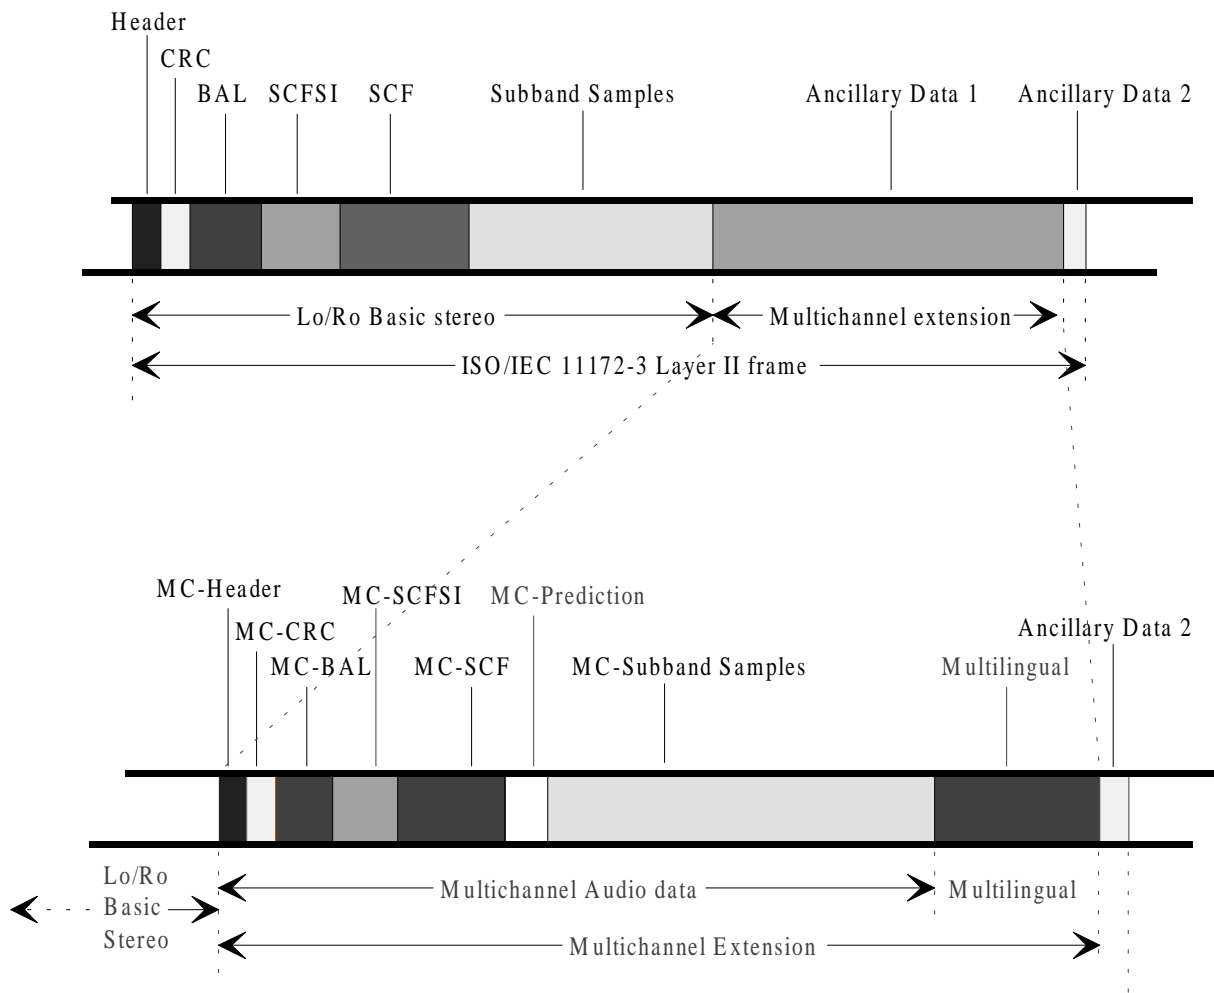 Header
CRC
BAL SCFSI SCF Subband Samples Ancillary Data 1 Ancillary Data 2
Lo/Ro Basic stereo Multichannel extension
ISO/IEC 11172-3 Layer II frame
MC-Header MC-SCFSI MC-Prediction
MC-CRC Ancillary Data 2
MC-BAL MC-SCF MC-Subband Samples Multilingual
Lo/Ro
Basic
Stereo
Multichannel Audio data Multilingual
Multichannel Extension